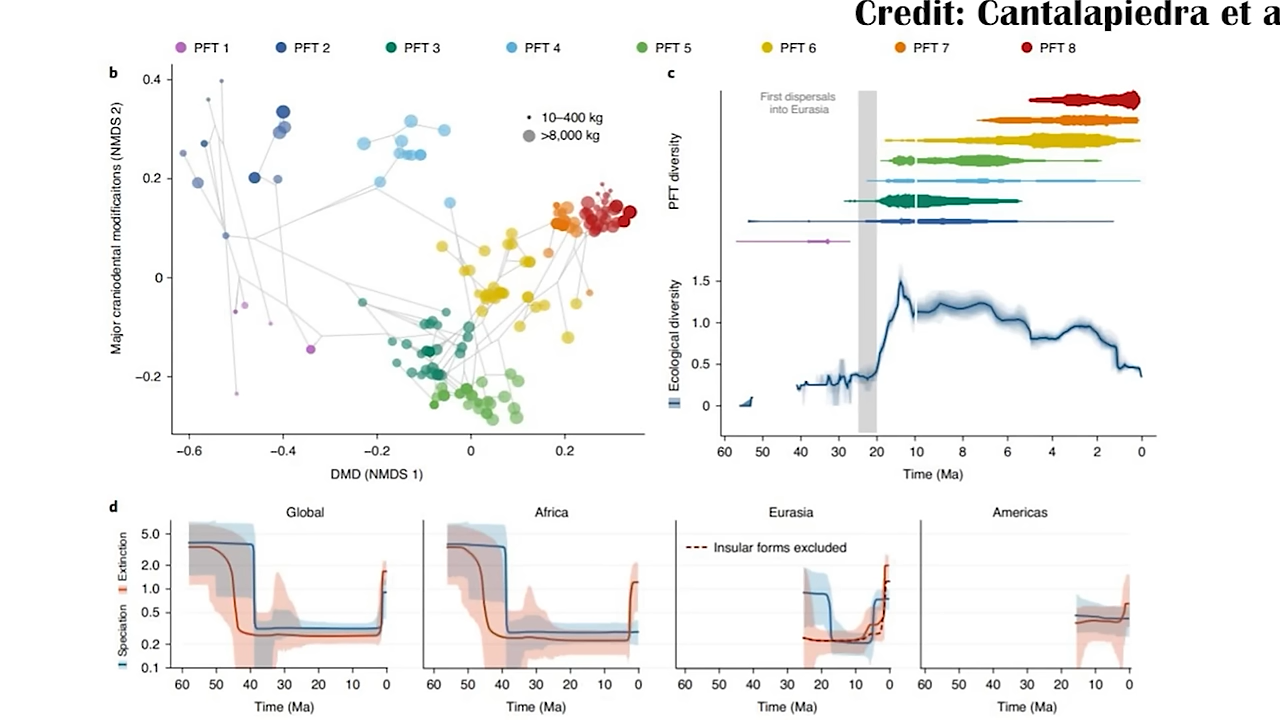 Credit: Cantalapiedra et a
PFT 1 PFT 2 PFT 3 PFT 4 PFT 5 PFT 6 PFT 7 PFT 8
b
Major craniodental modificaitons (NMDS 2)
0.4
0.2
0
−0.2
10–400 kg
>8,000 kg
−0.6 −0.4 −0.2 0 0.2
DMD (NMDS 1)
c
First dispersals
into Eurasia
PFT diversity
Ecological diversity
1.5
1.0
0.5
0
60 50 40 30 20 10 8 6 4 2 0
Time (Ma)
d
Speciation Extinction
5.0
2.0
1.0
0.5
0.2
0.1
Global
60 50 40 30 20 10 0
Time (Ma)
Africa
60 50 40 30 20 10 0
Time (Ma)
Eurasia
Insular forms excluded
60 50 40 30 20 10 0
Time (Ma)
Americas
60 50 40 30 20 10 0
Time (Ma)